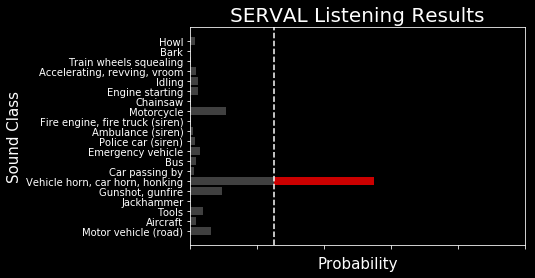 SERVAL Listening Results
Sound Class
Howl
Bark
Train wheels squealing
Accelerating, revving, vroom
Idling
Engine starting
Chainsaw
Motorcycle
Fire engine, fire truck (siren)
Ambulance (siren)
Police car (siren)
Emergency vehicle
Bus
Car passing by
Vehicle horn, car horn, honking
Gunshot, gunfire
Jackhammer
Tools
Aircraft
Motor vehicle (road)
Probability